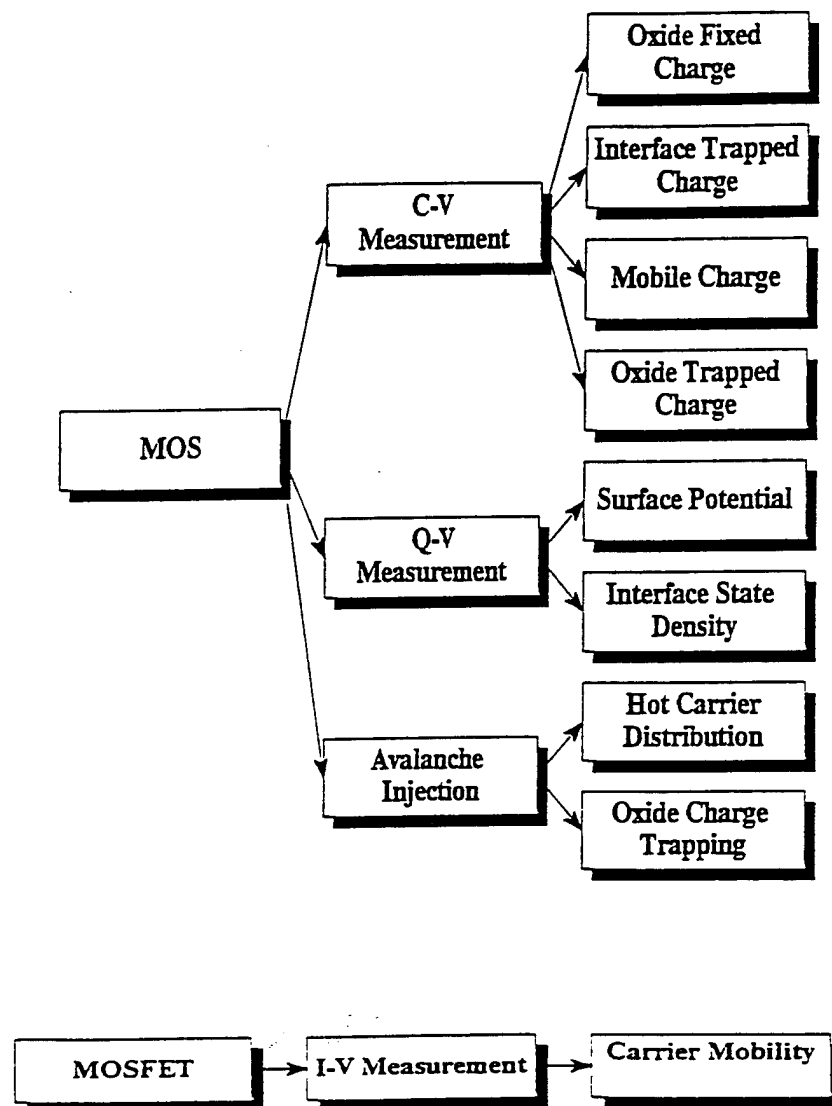 Oxide Fixed
Charge
Interface Trapped
Charge
C-V
Measurement
Mobile Charge
Oxide Trapped
Charge
MOS
Surface Potential
Q-V
Measurement
Interface State
Density
Hot Carrier
Distribution
Avalanche
Injection
Oxide Charge
Trapping
MOSFET
I-V Measurement
Carrier Mobility